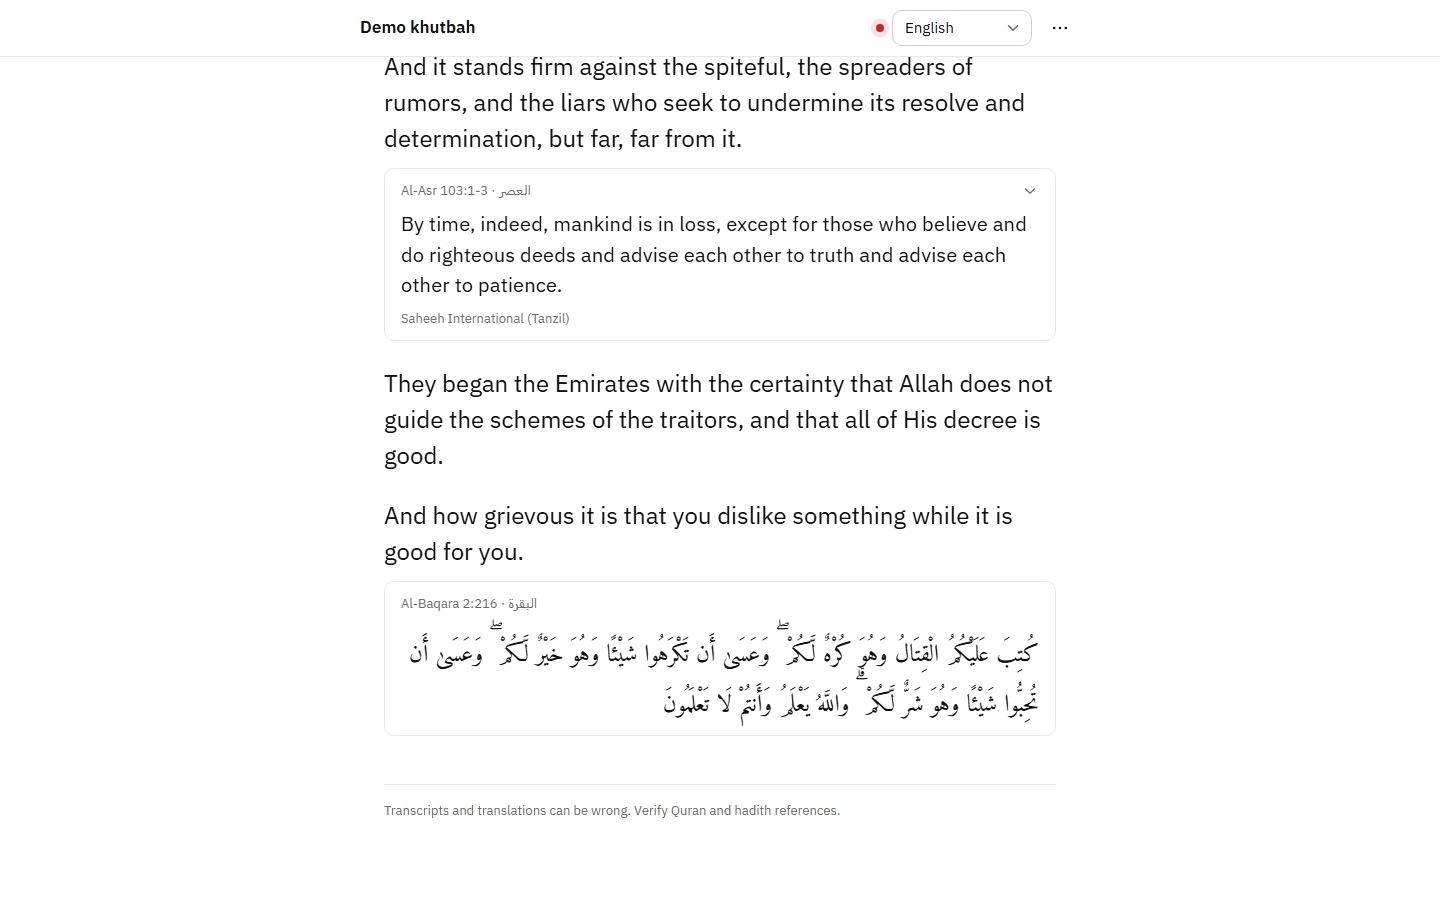 Demo khutbah
English
And it stands firm against the spiteful, the spreaders of
rumors, and the liars who seek to undermine its resolve and
determination, but far, far from it.
Al-Asr 103:1-3 · العصر
By time, indeed, mankind is in loss, except for those who believe and
do righteous deeds and advise each other to truth and advise each
other to patience.
Saheeh International (Tanzil)
They began the Emirates with the certainty that Allah does not
guide the schemes of the traitors, and that all of His decree is
good.
And how grievous it is that you dislike something while it is
good for you.
Al-Baqara 2:216 · البقرة
كُتِبَ عَلَيْكُمُ الْقِتَالُ وَهُوَ كُرْهٌ لَّكُمْ ۖ وَعَسَىٰ أَن تَكْرَهُوا شَيْئًا وَهُوَ خَيْرٌ لَّكُمْ ۖ وَعَسَىٰ أَن
تُحِبُّوا شَيْئًا وَهُوَ شَرٌّ لَّكُمْ ۗ وَاللَّهُ يَعْلَمُ وَأَنتُمْ لَا تَعْلَمُونَ
Transcripts and translations can be wrong. Verify Quran and hadith references.